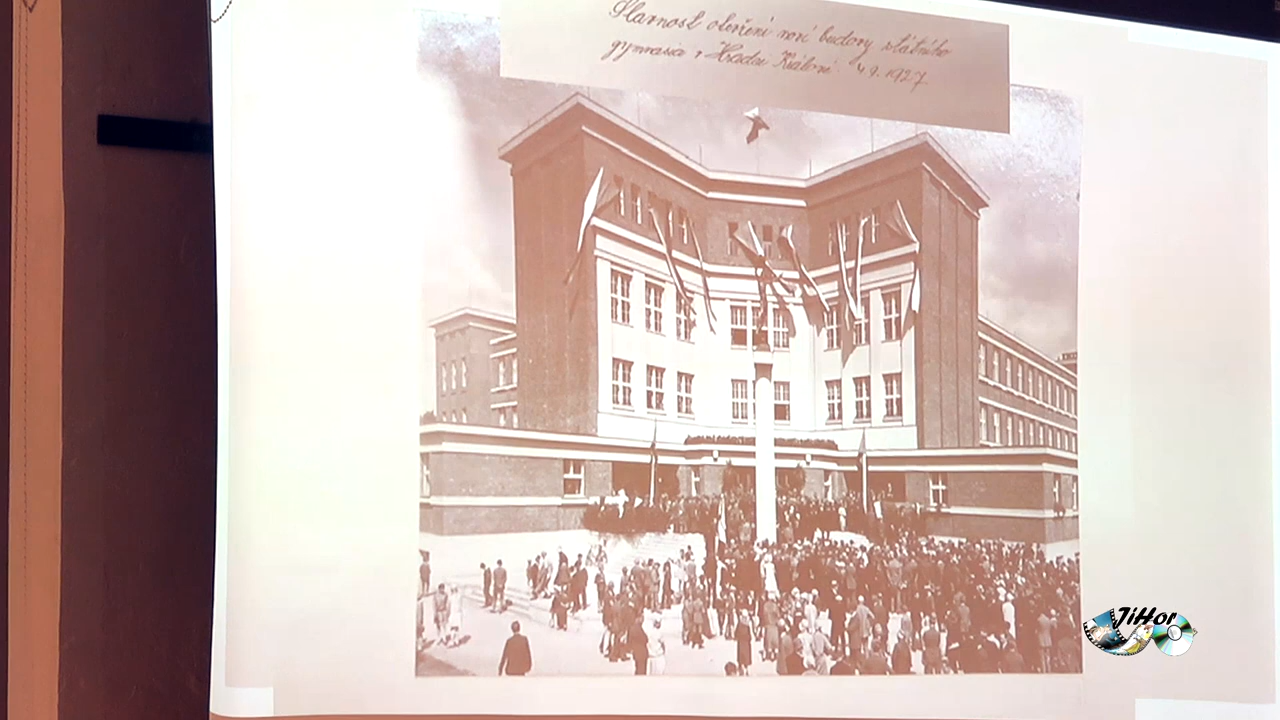 Slavnost otevření nové budovy státního
gymnasia v Hradci Králové 4.9.1927
JiHor